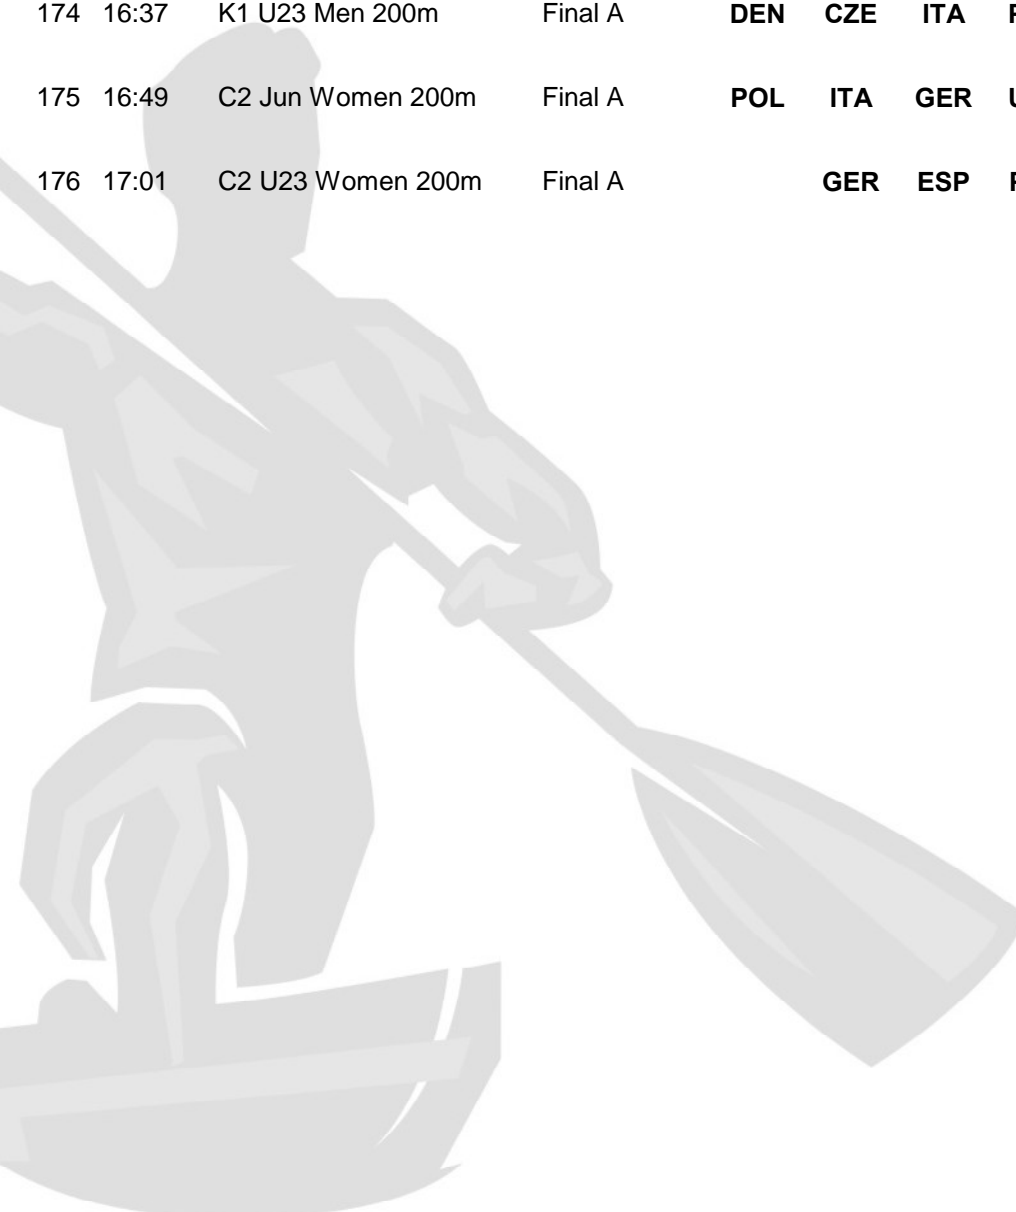 174 16:37 K1 U23 Men 200m Final A DEN CZE ITA
175 16:49 C2 Jun Women 200m Final A POL ITA GER
176 17:01 C2 U23 Women 200m Final A GER ESP